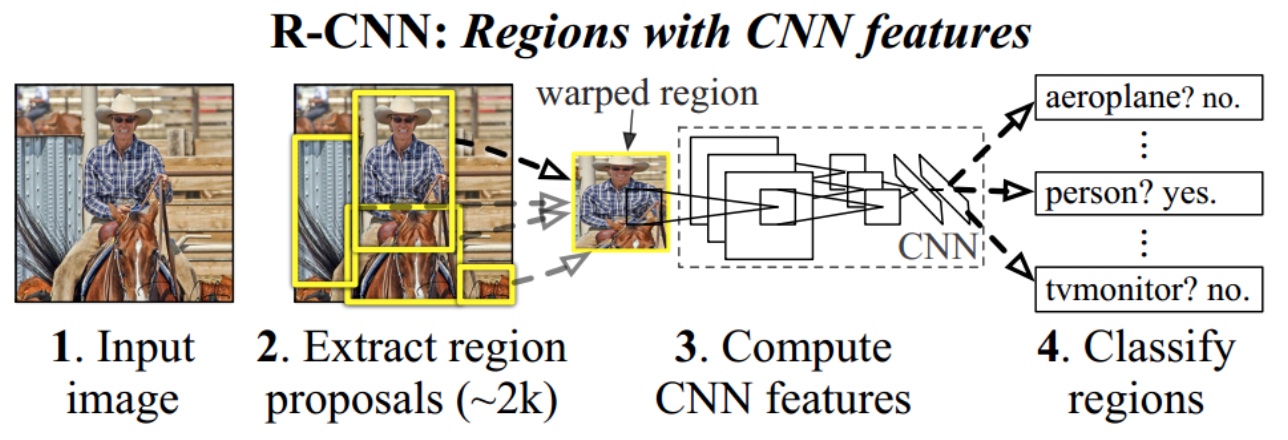 R-CNN: Regions with CNN features
warped region
aeroplane? no.
person? yes.
tvmonitor? no.
CNN
1. Input
image
2. Extract region
proposals (~2k)
3. Compute
CNN features
4. Classify
regions